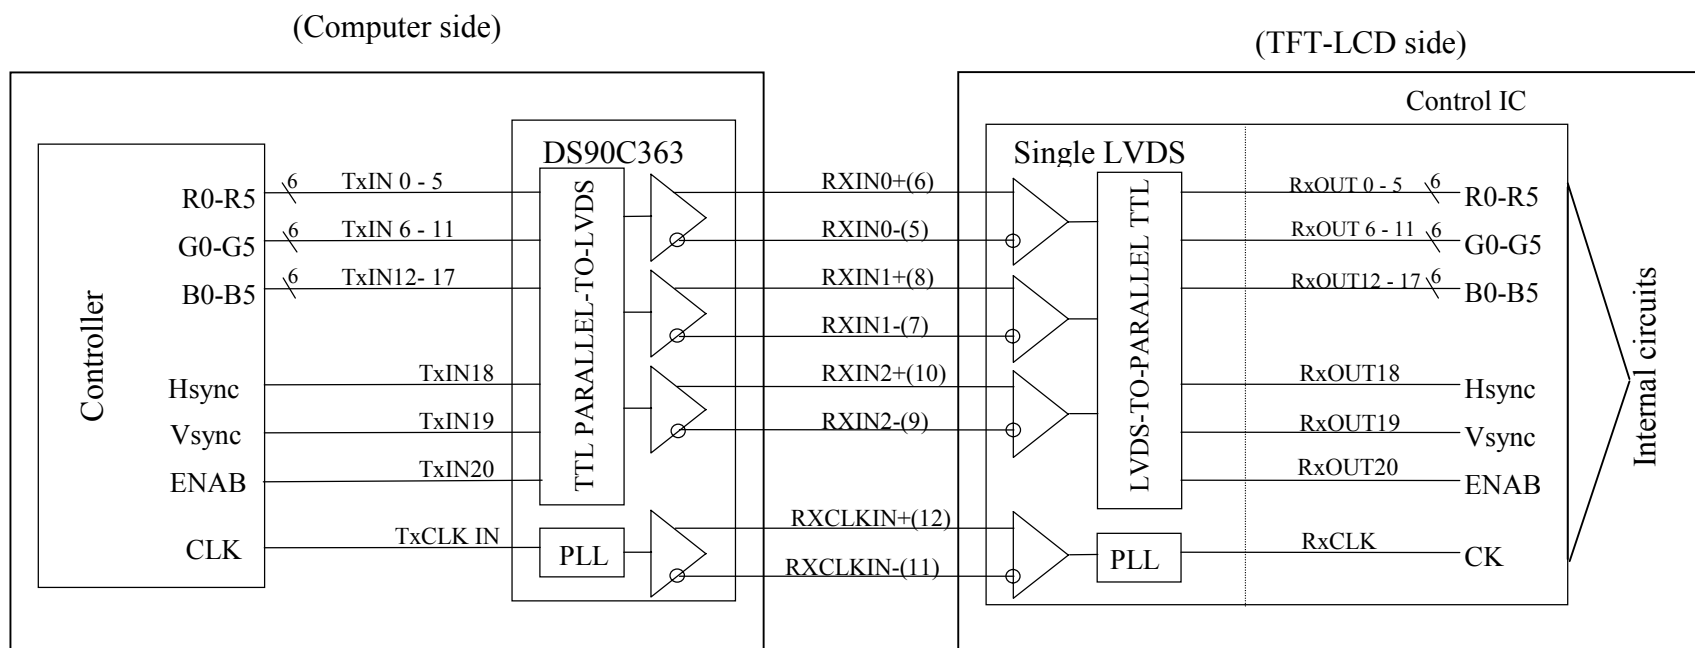 (Computer side)
(TFT-LCD side)
Control IC
DS90C363
Single LVDS
Controller
R0-R5
6
TxIN 0 - 5
G0-G5
6
TxIN 6 - 11
B0-B5
6
TxIN12- 17
Hsync
TxIN18
Vsync
TxIN19
ENAB
TxIN20
CLK
TxCLK IN
TTL PARALLEL-TO-LVDS
PLL
RXIN0+(6)
RXIN0-(5)
RXIN1+(8)
RXIN1-(7)
RXIN2+(10)
RXIN2-(9)
RXCLKIN+(12)
RXCLKIN-(11)
LVDS-TO-PARALLEL TTL
PLL
RxOUT 0 - 5
6
R0-R5
RxOUT 6 - 11
6
G0-G5
RxOUT12 - 17
6
B0-B5
RxOUT18
Hsync
RxOUT19
Vsync
RxOUT20
ENAB
RxCLK
CK
Internal circuits